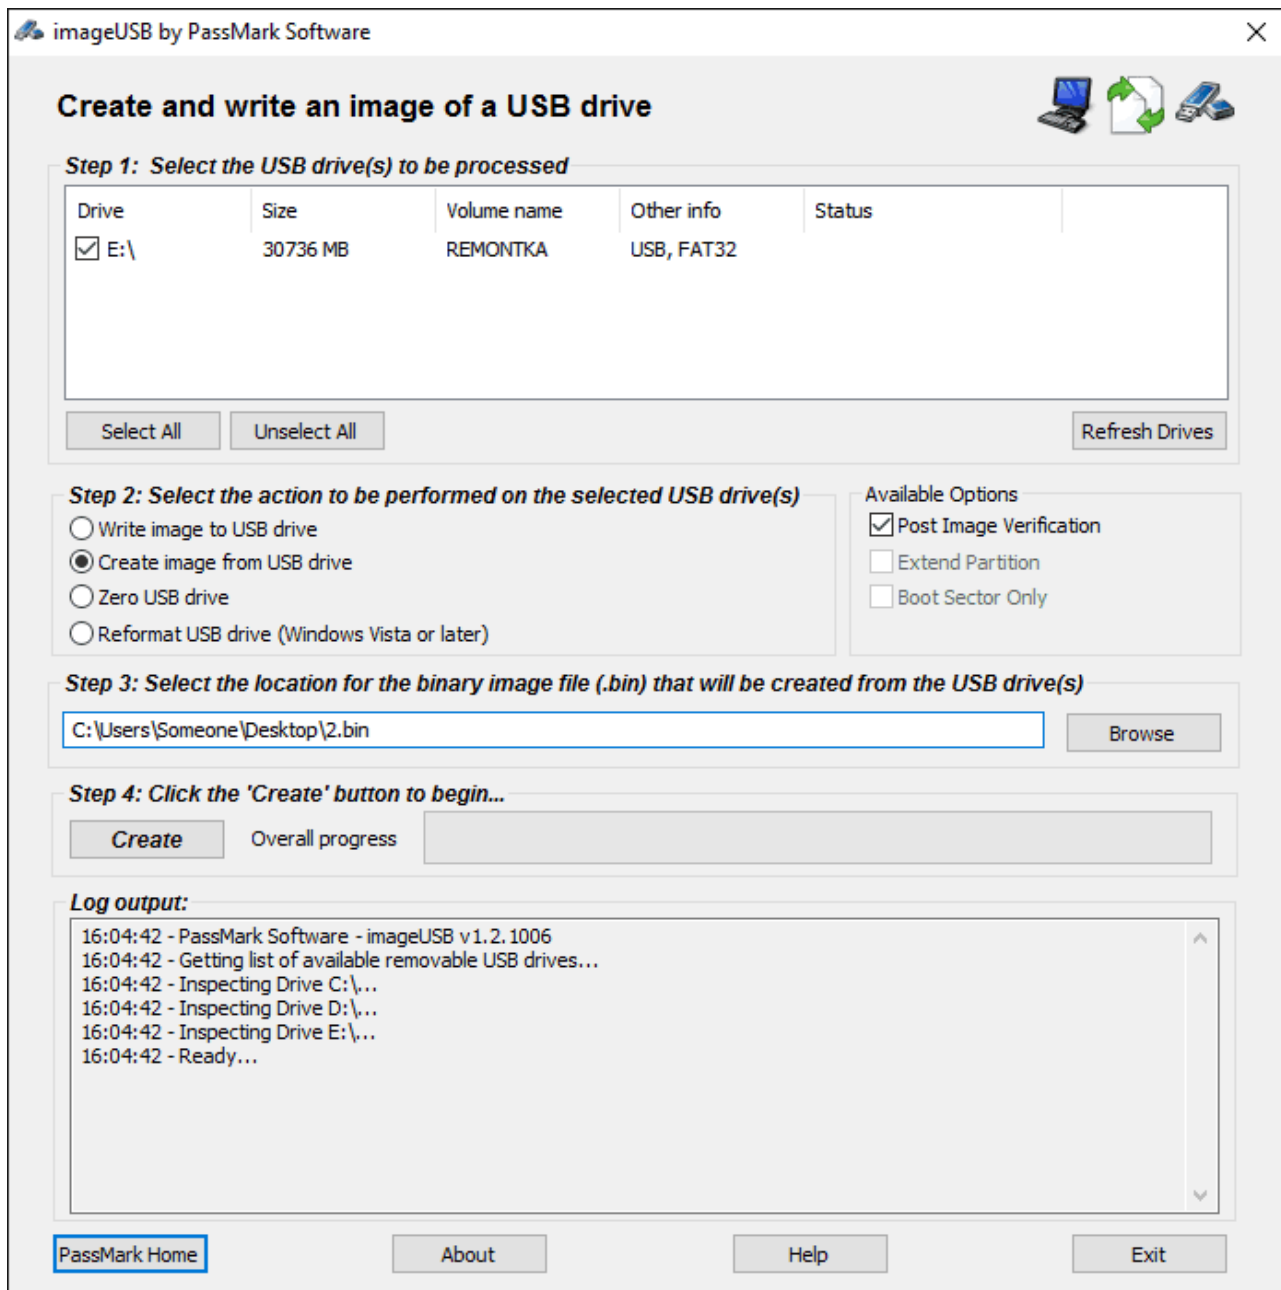 imageUSB by PassMark Software
Create and write an image of a USB drive
Step 1: Select the USB drive(s) to be processed
Drive Size Volume name Other info Status
E:\ 30736 MB REMONTKA USB, FAT32
Select All Unselect All Refresh Drives
Step 2: Select the action to be performed on the selected USB drive(s) Available Options
Write image to USB drive Post Image Verification
Create image from USB drive Extend Partition
Zero USB drive Boot Sector Only
Reformat USB drive (Windows Vista or later)
Step 3: Select the location for the binary image file (.bin) that will be created from the USB drive(s)
C:\Users\Someone\Desktop\2.bin Browse
Step 4: Click the 'Create' button to begin...
Create Overall progress
Log output:
16:04:42 - PassMark Software - imageUSB v1.2.1006
16:04:42 - Getting list of available removable USB drives...
16:04:42 - Inspecting Drive C:\...
16:04:42 - Inspecting Drive D:\...
16:04:42 - Inspecting Drive E:\...
16:04:42 - Ready...
PassMark Home About Help Exit